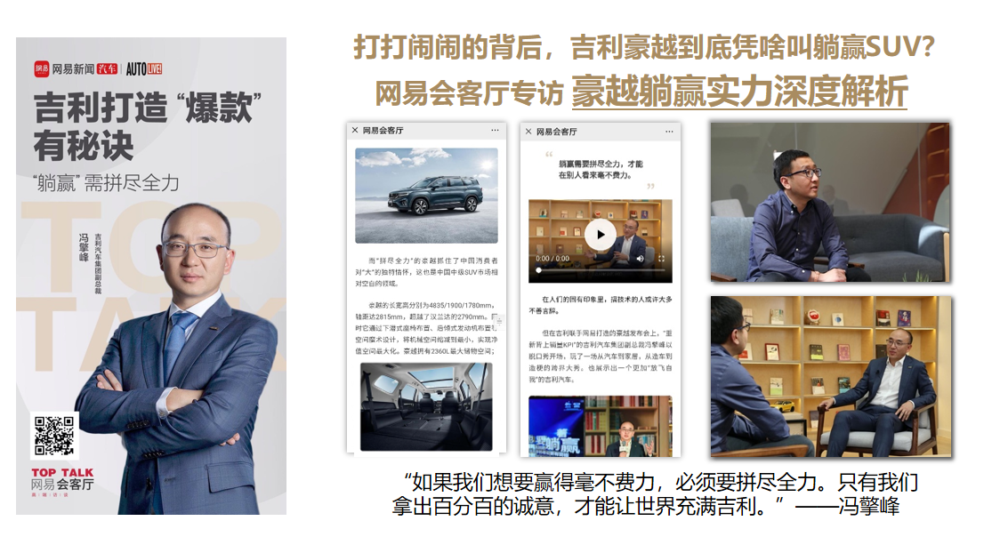 网易
网易新闻 汽车 | AUTO LIVE!
吉利打造“爆款”
有秘诀
“躺赢”需拼尽全力
TOP
TALK
吉利汽车集团副总裁
冯擎峰
TOP TALK
网易会客厅
高端访谈
打打闹闹的背后，吉利豪越到底凭啥叫躺赢SUV？
网易会客厅专访 豪越躺赢实力深度解析
× 网易会客厅 ···
而“拼尽全力”的豪越抓住了中国消费者
对“大”的独特情怀，这也是中国中级SUV市场相
对空白的领域。
豪越的长宽高分别为4835/1900/1780mm，
轴距达2815mm，超越了汉兰达的2790mm。同
时它通过下潜式座椅布置、后倾式发动机布置等
空间魔术设计，将机械空间缩减到最小，实现净
值空间最大化。豪越拥有2360L最大储物空间；
× 网易会客厅 ···
“ 躺赢需要拼尽全力，才能
在别人看来毫不费力。 ”
0:00 / 0:00
在人们的固有印象里，搞技术的人或许大多
不善言辞。
但在吉利联手网易打造的豪越发布会上，“重
新背上销量KPI”的吉利汽车集团副总裁冯擎峰以
脱口秀开场，玩了一场从汽车到家居，从造车到
造梗的跨界大秀。也展示出一个更加“放飞自
我”的吉利汽车。
躺赢
“如果我们想要赢得毫不费力，必须要拼尽全力。只有我们
拿出百分百的诚意，才能让世界充满吉利。”——冯擎峰